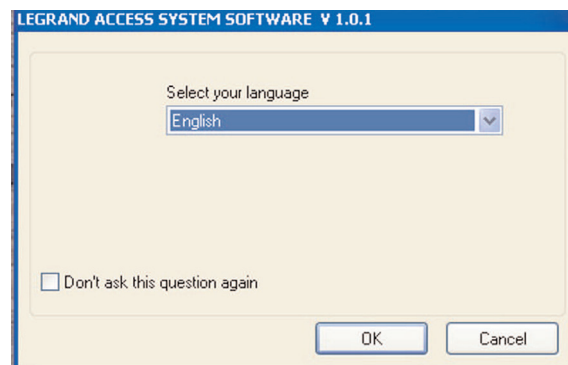 LEGRAND ACCESS SYSTEM SOFTWARE V 1.0.1
Select your language
English
Don't ask this question again
OK
Cancel